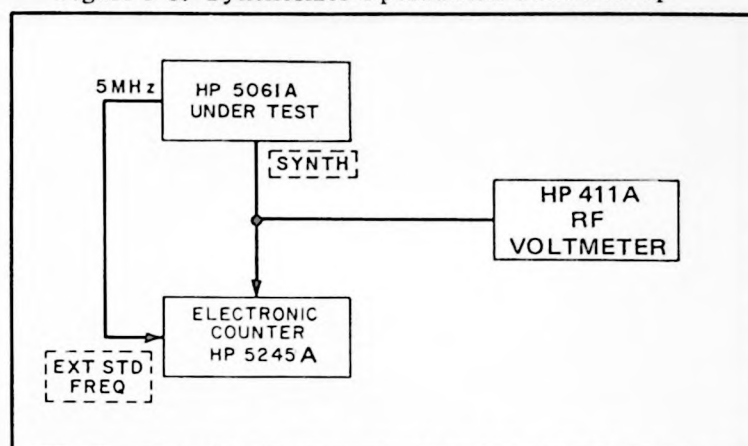 5MHz
HP 5061A
UNDER TEST
SYNTH
HP 411A
RF
VOLTMETER
ELECTRONIC
COUNTER
HP 5245A
EXT STD
FREQ